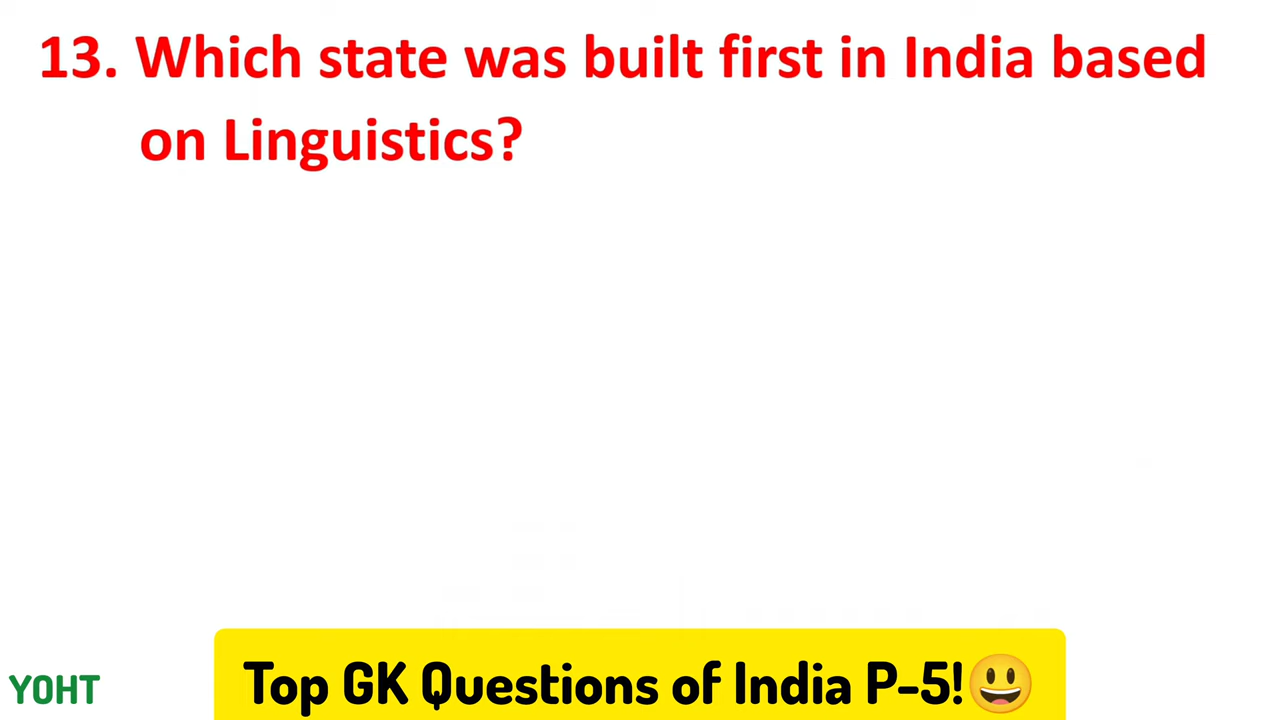 13. Which state was built first in India based
on Linguistics?
YOHT
Top GK Questions of India P-5!😃